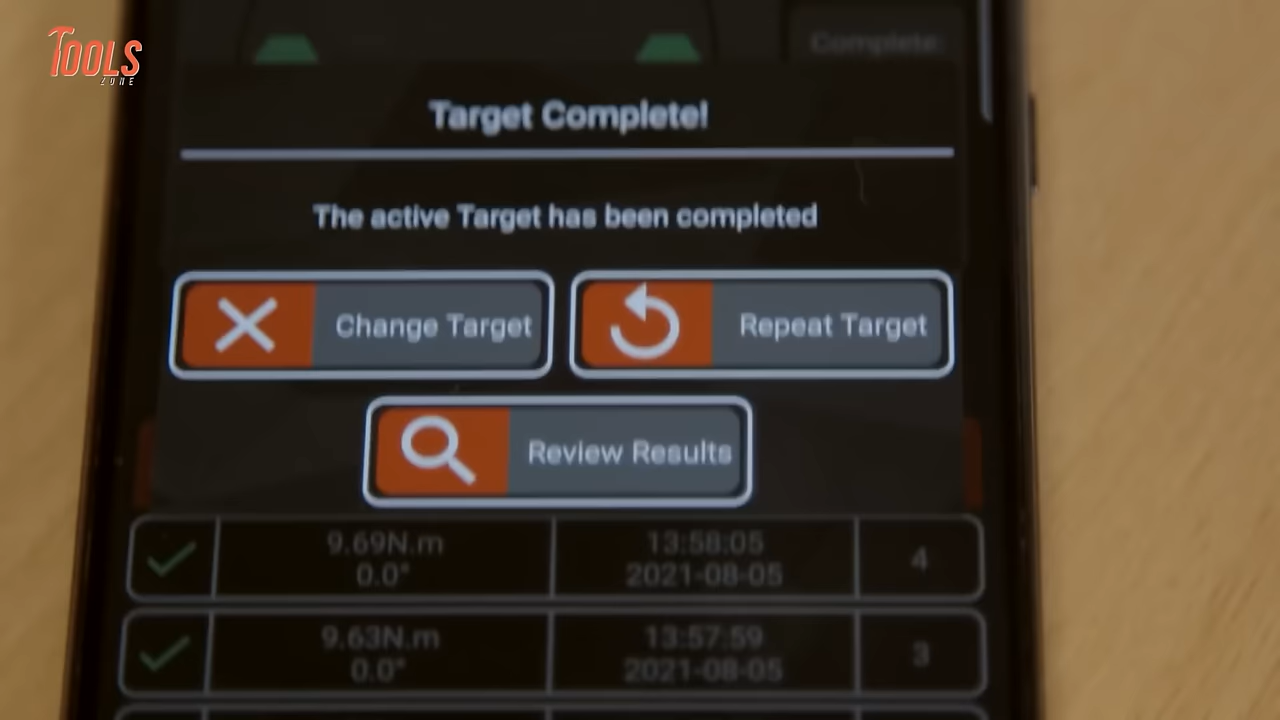 TOOLS
ZONE
Complete:
Target Complete!
The active Target has been completed
Change Target
Repeat Target
Review Results
9.69N.m
0.0°
13:58:05
2021-08-05
4
9.63N.m
0.0°
13:57:59
2021-08-05
3